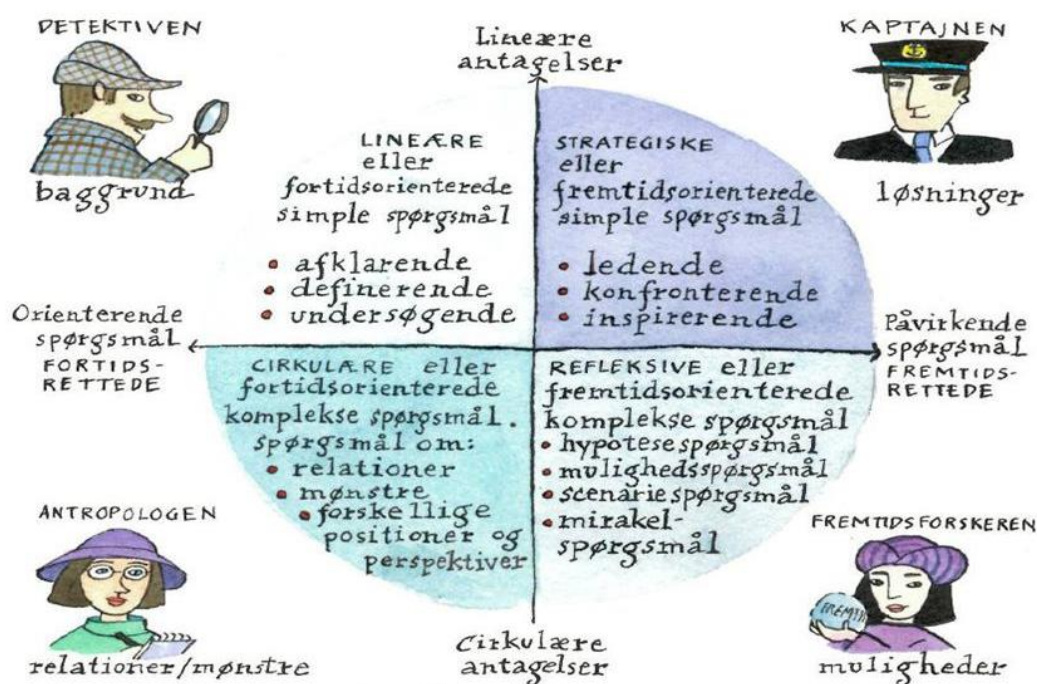 DETEKTIVEN
baggrund
Lineære
antagelser
KAPTAJNEN
løsninger
LINEÆRE
eller
fortidsorienterede
simple spørgsmål
• afklarende
• definerende
• undersøgende
STRATEGISKE
eller
fremtidsorienterede
simple spørgsmål
• ledende
• konfronterende
• inspirerende
Orienterende
spørgsmål
FORTIDS-
RETTEDE
Påvirkende
spørgsmål
FREMTIDS-
RETTEDE
CIRKULÆRE eller
fortidsorienterede
komplekse spørgsmål.
spørgsmål om:
• relationer
• mønstre
• forskellige
positioner og
perspektiver
REFLEKSIVE eller
fremtidsorienterede
komplekse spørgsmål
• hypotesespørgsmål
• mulighedsspørgsmål
• scenariespørgsmål
• mirakel-
spørgsmål
ANTROPOLOGEN
relationer/mønstre
Cirkulære
antagelser
FREMTIDSFORSKEREN
FREMTI
muligheder